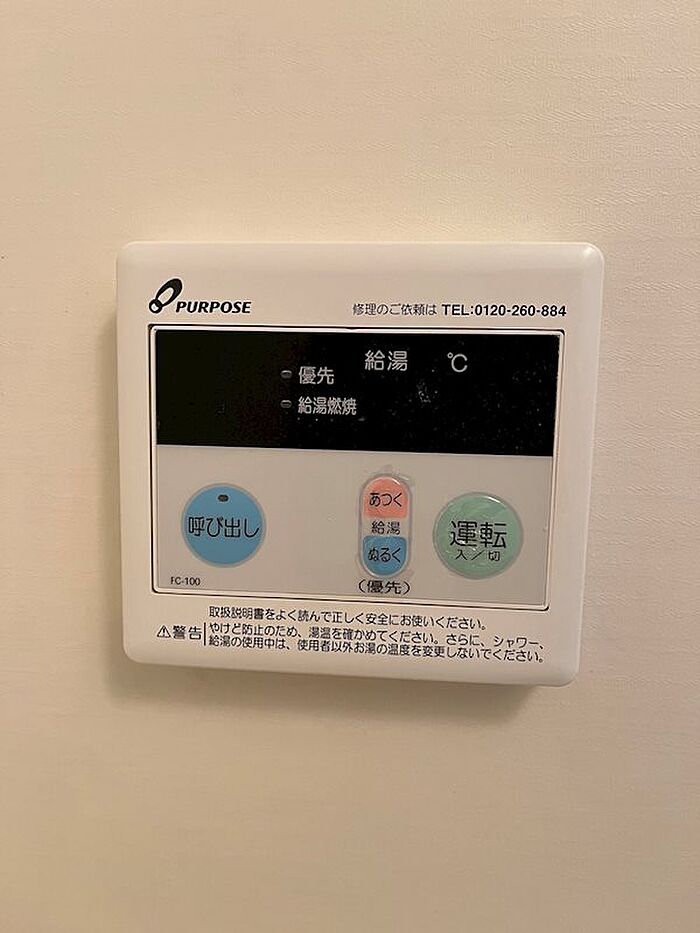 PURPOSE
修理のご依頼は TEL:0120-260-884
給湯 ℃
優先
給湯燃焼
呼び出し
あつく
給湯
ぬるく
(優先)
運転
入/切
FC-100
取扱説明書をよく読んで正しく安全にお使いください。
⚠警告 やけど防止のため、湯温を確かめてください。さらに、シャワー、
給湯の使用中は、使用者以外お湯の温度を変更しないでください。